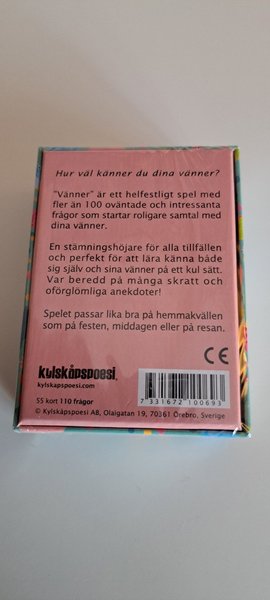 Hur väl känner du dina vänner?
"Vänner" är ett helfestligt spel med
fler än 100 oväntade och intressanta
frågor som startar roligare samtal med
dina vänner.
En stämningshöjare för alla tillfällen
och perfekt för att lära känna både
sig själv och sina vänner på ett kul sätt.
Var beredd på många skratt och
oförglömliga anekdoter!
Spelet passar lika bra på hemmakvällen
som på festen, middagen eller på resan.
CE
kylskåpspoesi
kylskapspoesi.com
7 331672 100693
55 kort 110 frågor
© Kylskåpspoesi AB, Olaigatan 19, 70361 Örebro, Sverige